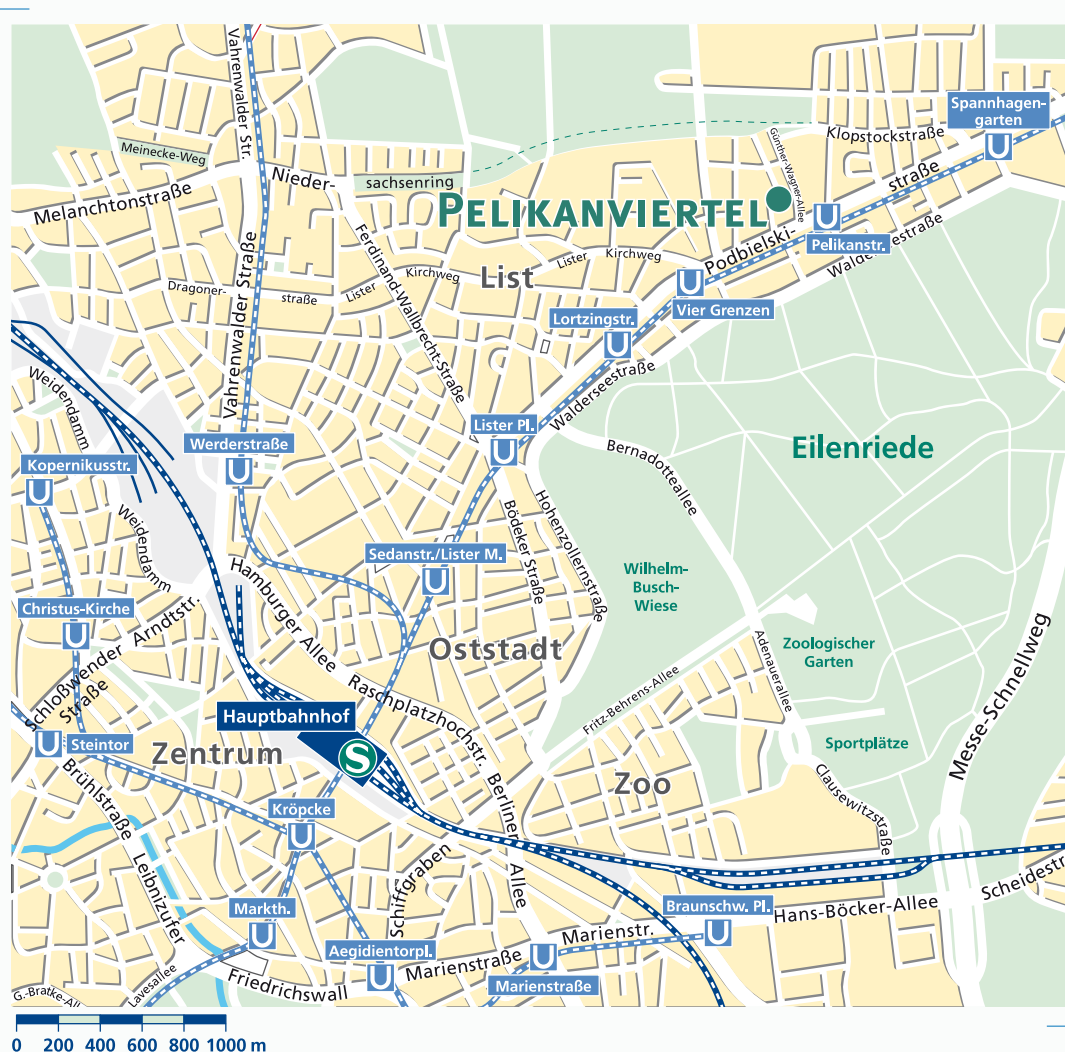 Vahrenwalder Str.
Spannhagen-
garten
U
Klopstockstraße
Günther-Wagner-Allee
Meinecke-Weg
Nieder-
sachsenring
straße
Melanchtonstraße
PELIKANVIERTEL
U
Pelikanstr.
Podbielski-
Ferdinand-Wallbrecht-Straße
Vahrenwalder Straße
Lister
Kirchweg
Kirchweg
List
Lister
Dragoner-
straße
U
Vier Grenzen
Lortzingstr.
U
Weidendamm
Walderseestraße
Lister Pl.
U
Werderstraße
U
Bernadotteallee
Eilenriede
Kopernikusstr.
U
Weidendamm
Bödeker Straße
Hohenzollernstraße
Sedanstr./Lister M.
U
Hamburger Allee
Wilhelm-
Busch-
Wiese
Christus-Kirche
U
Arndtstr.
Schloßwender
Straße
Oststadt
Adenauerallee
Zoologischer
Garten
Messe-Schnellweg
Raschplatzhochstr.
Fritz-Behrens-Allee
Hauptbahnhof
S
U
Steintor
Zentrum
Sportplätze
Zoo
Clausewitzstraße
Brühlstraße
Kröpcke
U
Berliner
Allee
Leibnizufer
Schiffgraben
Scheidestr
Markth.
U
Braunschw. Pl.
U
Hans-Böcker-Allee
Marienstr.
Aegidientorpl.
U
Marienstraße
U
Marienstraße
Lavesallee
Friedrichswall
G.-Bratke-All
0 200 400 600 800 1000 m